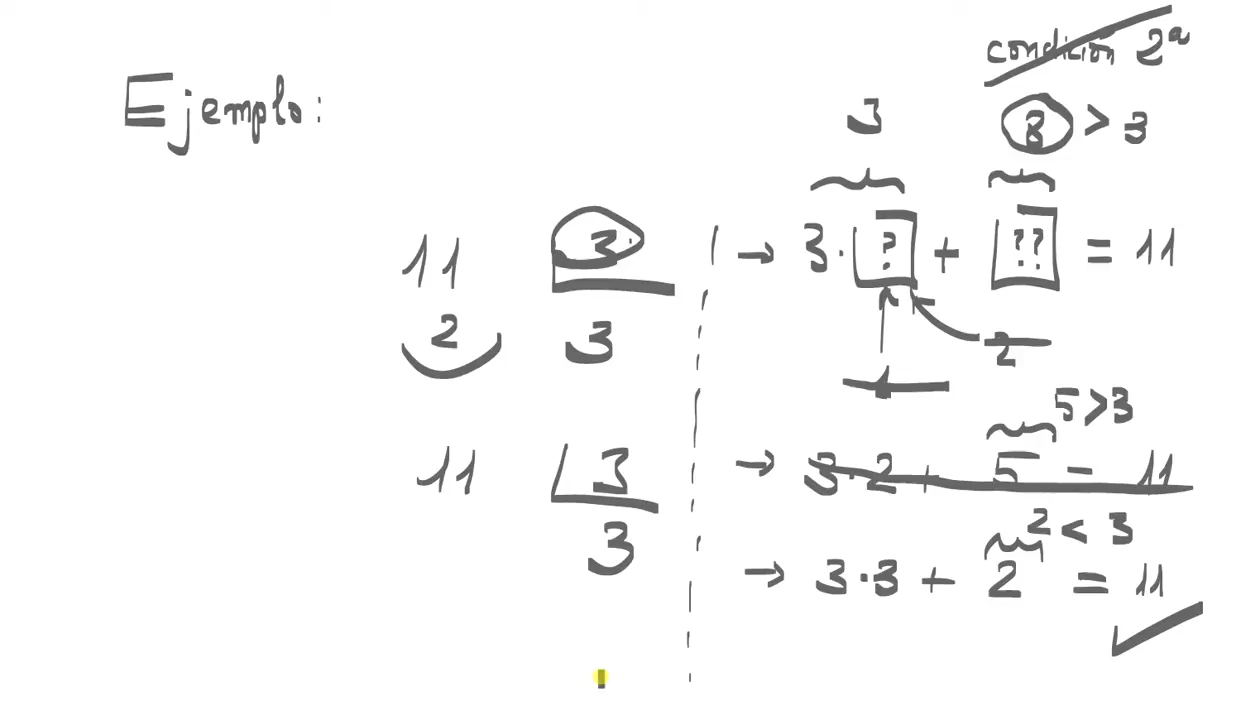 condición 2ª
Ejemplo:
3 8 > 3
11 3 → 3 · ? + ?? = 11
2 3 2
1
5 > 3
11 3 → 3 · 2 + 5 = 11
3 2 < 3
→ 3 · 3 + 2 = 11